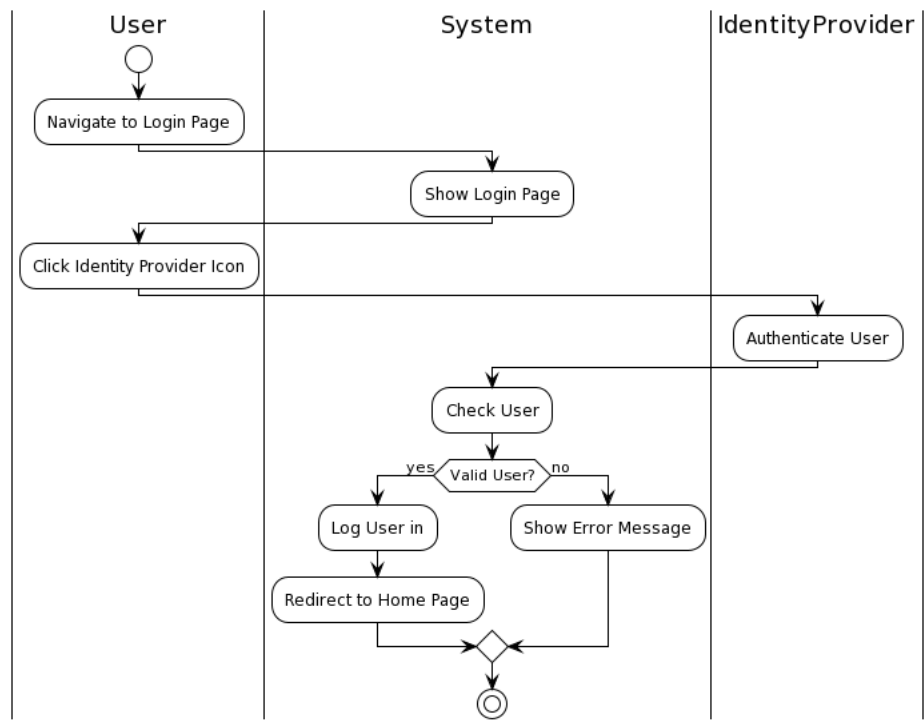 User
System
IdentityProvider
Navigate to Login Page
Show Login Page
Click Identity Provider Icon
Authenticate User
Check User
yes
Valid User?
no
Log User in
Show Error Message
Redirect to Home Page